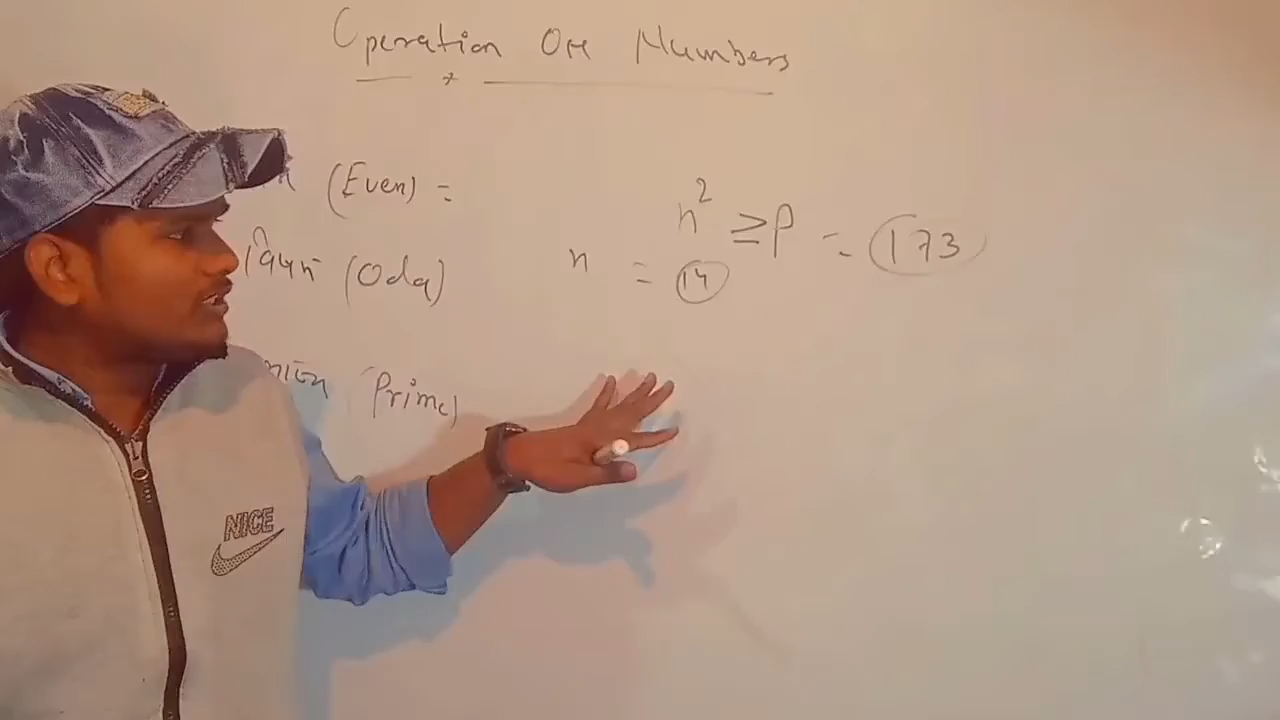 Operation On Numbers
(Even) =
n² ≥ P = 173
(Odd)
n = 14
(Prime)
NICE